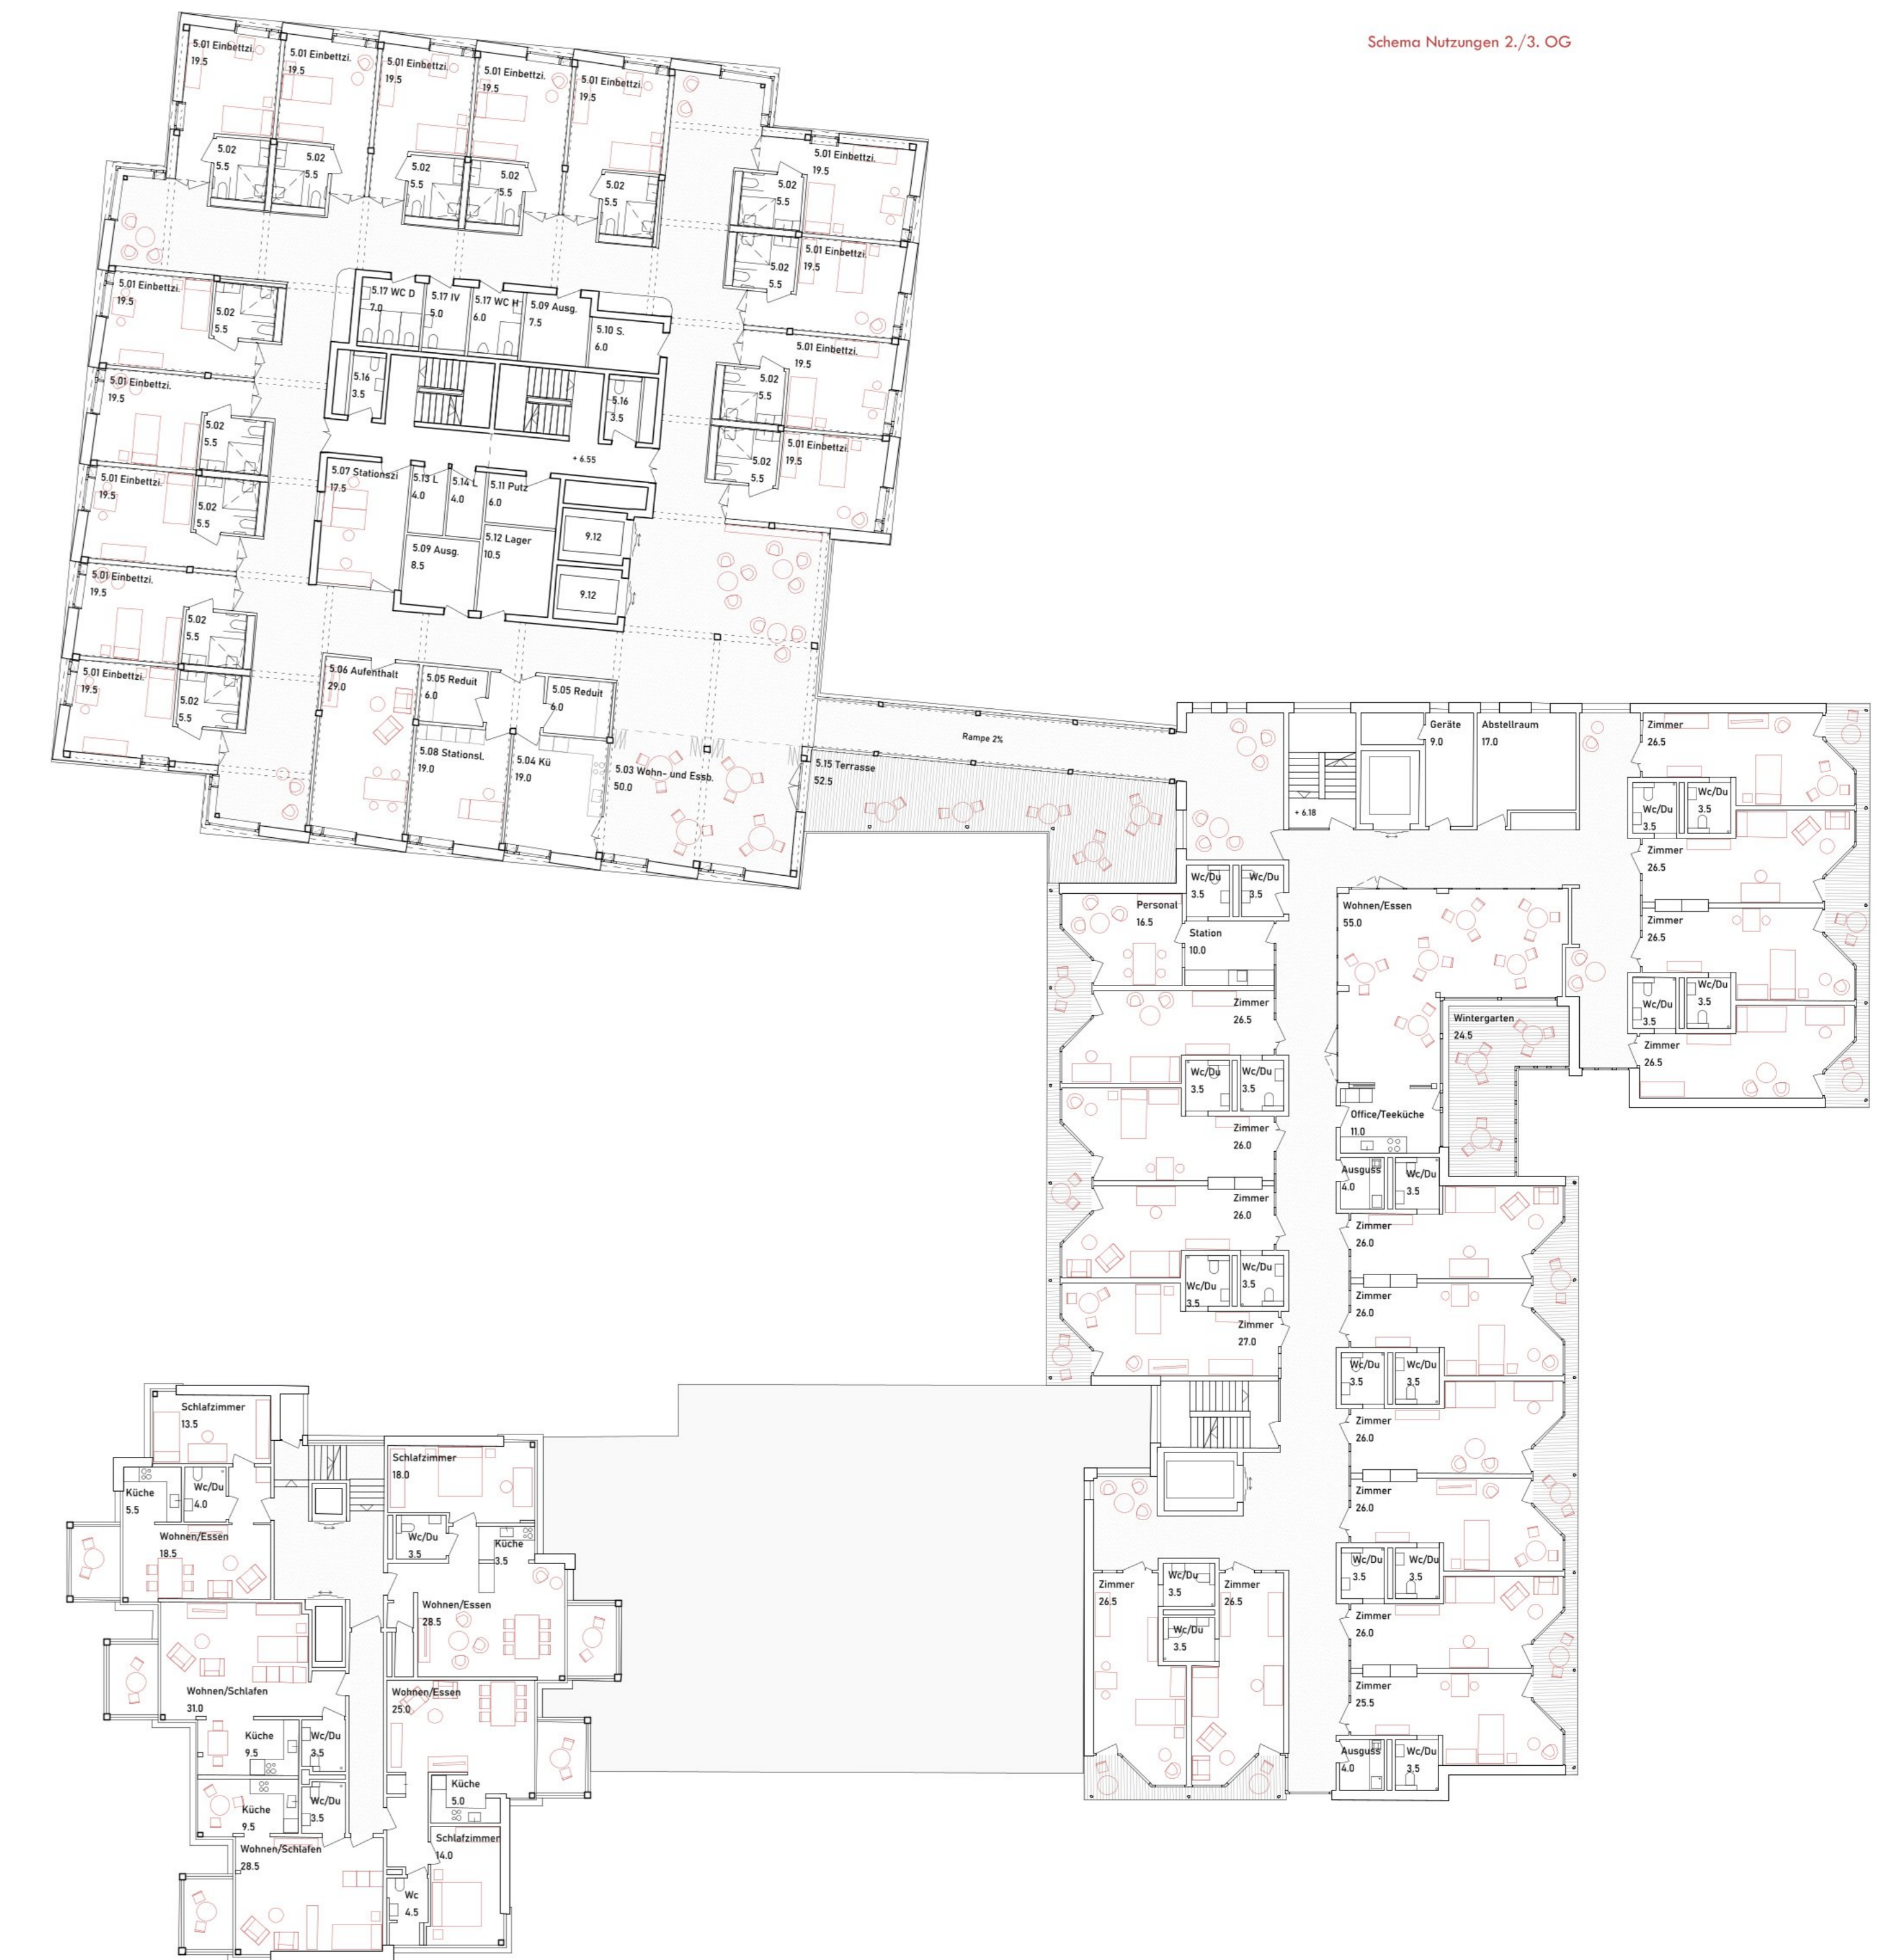 Schema Nutzungen 2./3. OG
5.01 Einbettzi.
19.5
5.01 Einbettzi.
19.5
5.01 Einbettzi.
19.5
5.01 Einbettzi.
19.5
5.01 Einbettzi.
19.5
5.02
5.5
5.02
5.5
5.02
5.5
5.02
5.5
5.02
5.5
5.01 Einbettzi.
19.5
5.02
5.5
5.01 Einbettzi.
19.5
5.02
5.5
5.01 Einbettzi.
19.5
5.02
5.5
5.01 Einbettzi.
19.5
5.02
5.5
5.01 Einbettzi.
19.5
5.02
5.5
5.01 Einbettzi.
19.5
5.02
5.5
5.01 Einbettzi.
19.5
5.02
5.5
5.01 Einbettzi.
19.5
5.02
5.5
5.01 Einbettzi.
19.5
5.02
5.5
5.17 WC D
7.0
5.17 IV
5.0
5.17 WC H
6.0
5.09 Ausg.
7.5
5.10 S.
6.0
5.16
3.5
5.16
3.5
+ 6.55
5.07 Stationszi
17.5
5.13 L
4.0
5.14 L
4.0
5.11 Putz
6.0
5.09 Ausg.
8.5
5.12 Lager
10.5
9.12
9.12
5.06 Aufenthalt
29.0
5.05 Reduit
6.0
5.05 Reduit
6.0
5.08 Stationsl.
19.0
5.04 Kü
19.0
5.03 Wohn- und Essb.
50.0
5.15 Terrasse
52.5
Rampe 2%
+ 6.18
Geräte
9.0
Abstellraum
17.0
Zimmer
26.5
Wc/Du
3.5
Wc/Du
3.5
Zimmer
26.5
Zimmer
26.5
Wc/Du
3.5
Wc/Du
3.5
Zimmer
26.5
Wc/Du
3.5
Wc/Du
3.5
Personal
16.5
Station
10.0
Wohnen/Essen
55.0
Wintergarten
24.5
Office/Teeküche
11.0
Zimmer
26.5
Wc/Du
3.5
Wc/Du
3.5
Zimmer
26.0
Zimmer
26.0
Wc/Du
3.5
Wc/Du
3.5
Zimmer
27.0
Ausguss
4.0
Wc/Du
3.5
Zimmer
26.0
Zimmer
26.0
Wc/Du
3.5
Wc/Du
3.5
Zimmer
26.0
Zimmer
26.0
Wc/Du
3.5
Wc/Du
3.5
Zimmer
26.0
Zimmer
25.5
Ausguss
4.0
Wc/Du
3.5
Zimmer
26.5
Wc/Du
3.5
Wc/Du
3.5
Zimmer
26.5
Schlafzimmer
13.5
Küche
5.5
Wc/Du
4.0
Wohnen/Essen
18.5
Schlafzimmer
18.0
Wc/Du
3.5
Küche
3.5
Wohnen/Essen
28.5
Wohnen/Schlafen
31.0
Küche
9.5
Wc/Du
3.5
Wohnen/Essen
25.0
Küche
9.5
Wc/Du
3.5
Küche
5.0
Wohnen/Schlafen
28.5
Schlafzimmer
14.0
Wc
4.5